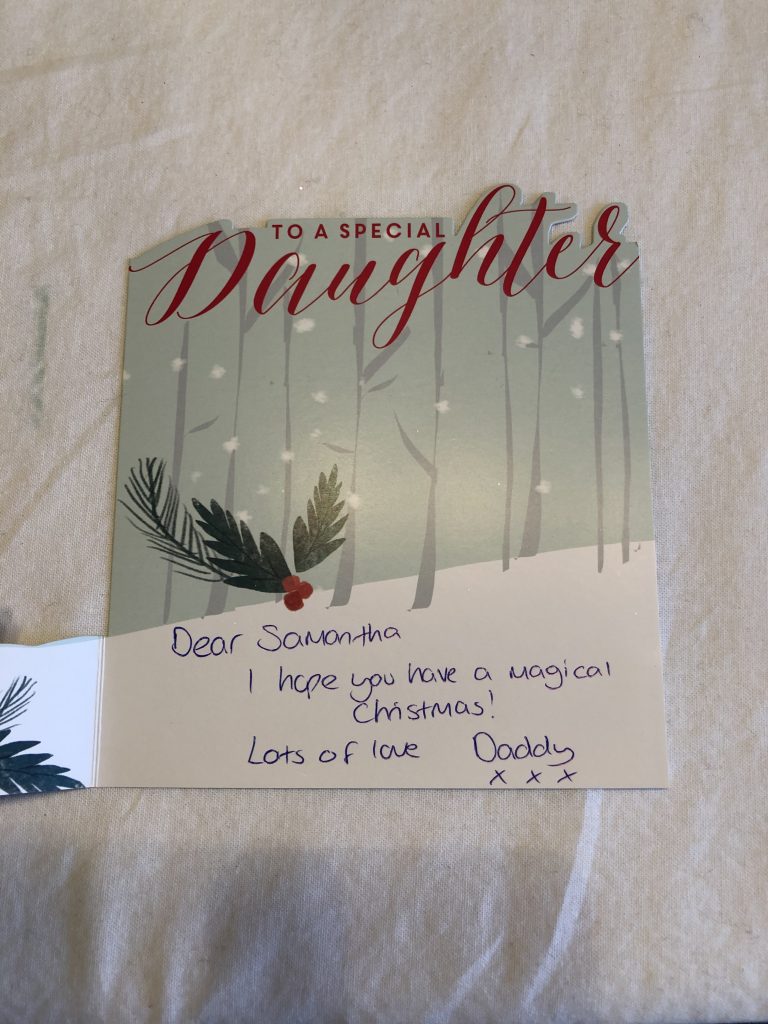 TO A SPECIAL
Daughter
Dear Samantha
I hope you have a magical
Christmas!
Lots of love Daddy
x x x